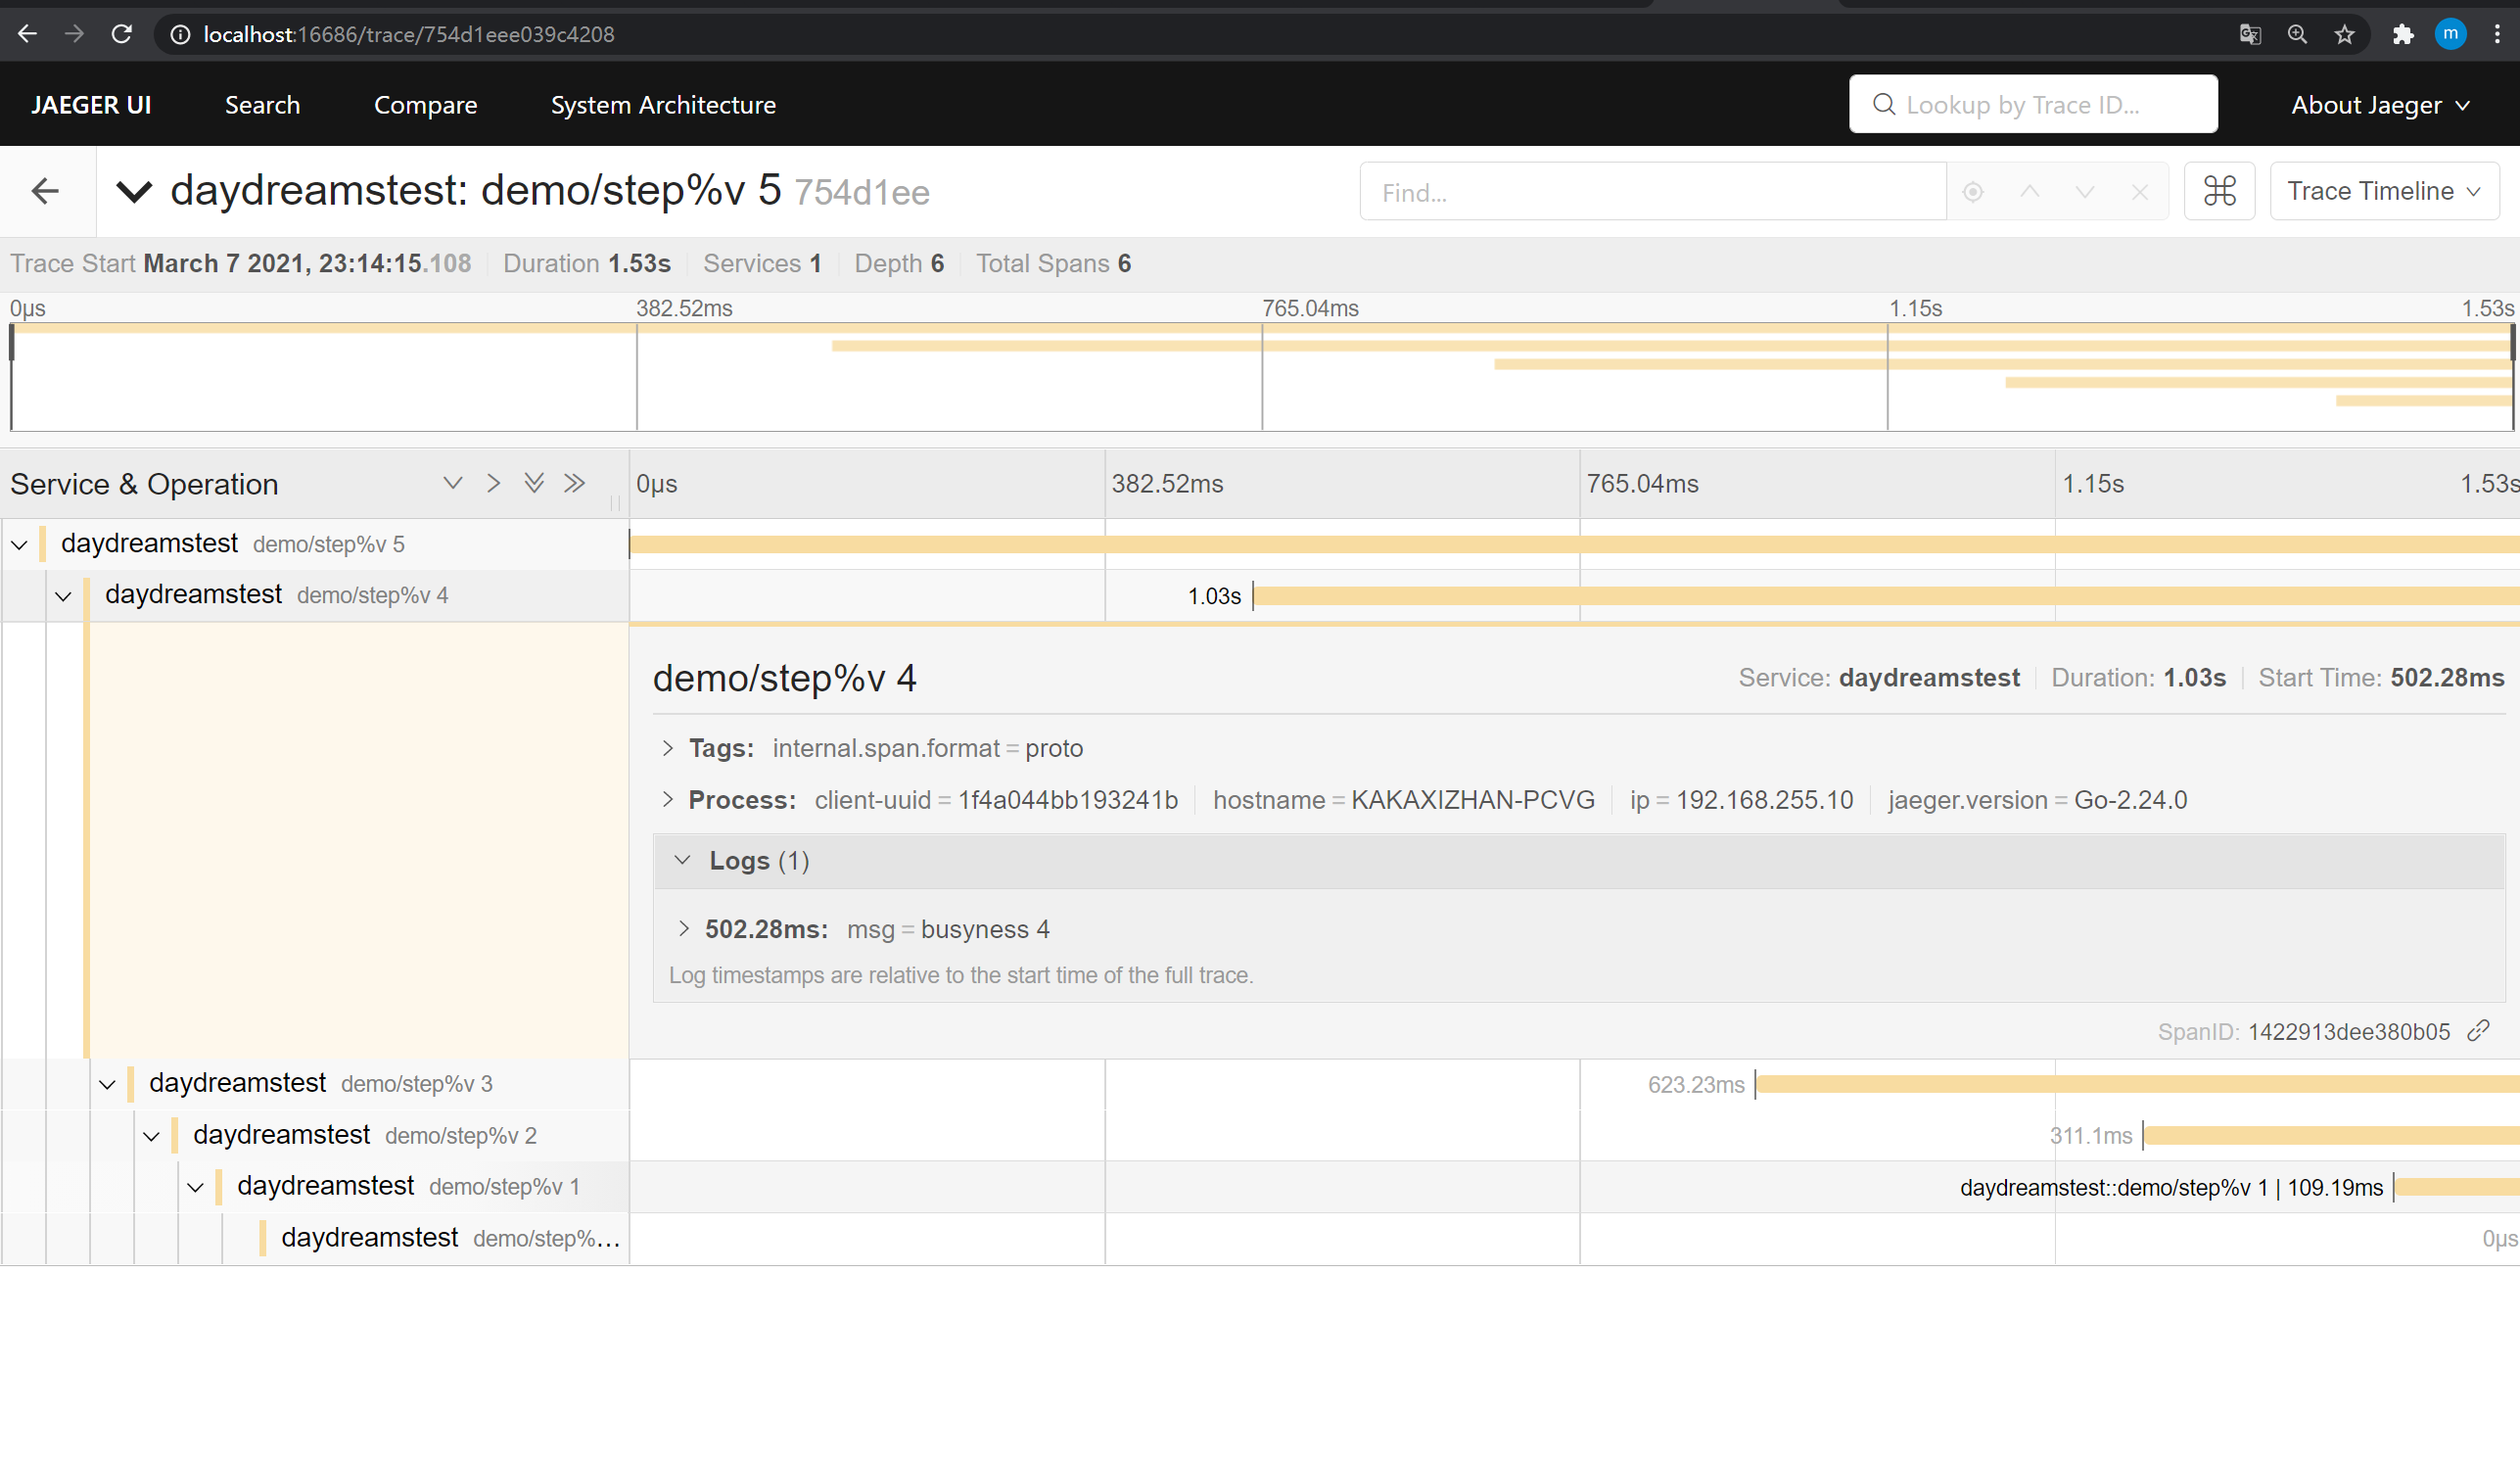 localhost:16686/trace/754d1eee039c4208
m
JAEGER UI Search Compare System Architecture Lookup by Trace ID... About Jaeger
daydreamstest: demo/step%v 5 754d1ee Find... Trace Timeline
Trace Start March 7 2021, 23:14:15.108 Duration 1.53s Services 1 Depth 6 Total Spans 6
0μs 382.52ms 765.04ms 1.15s 1.53s
Service & Operation 0μs 382.52ms 765.04ms 1.15s 1.53s
daydreamstest demo/step%v 5
daydreamstest demo/step%v 4 1.03s
demo/step%v 4 Service: daydreamstest Duration: 1.03s Start Time: 502.28ms
Tags: internal.span.format = proto
Process: client-uuid = 1f4a044bb193241b hostname = KAKAXIZHAN-PCVG ip = 192.168.255.10 jaeger.version = Go-2.24.0
Logs (1)
502.28ms: msg = busyness 4
Log timestamps are relative to the start time of the full trace.
SpanID: 1422913dee380b05
daydreamstest demo/step%v 3 623.23ms
daydreamstest demo/step%v 2 311.1ms
daydreamstest demo/step%v 1 daydreamstest::demo/step%v 1 | 109.19ms
daydreamstest demo/step%... 0μs